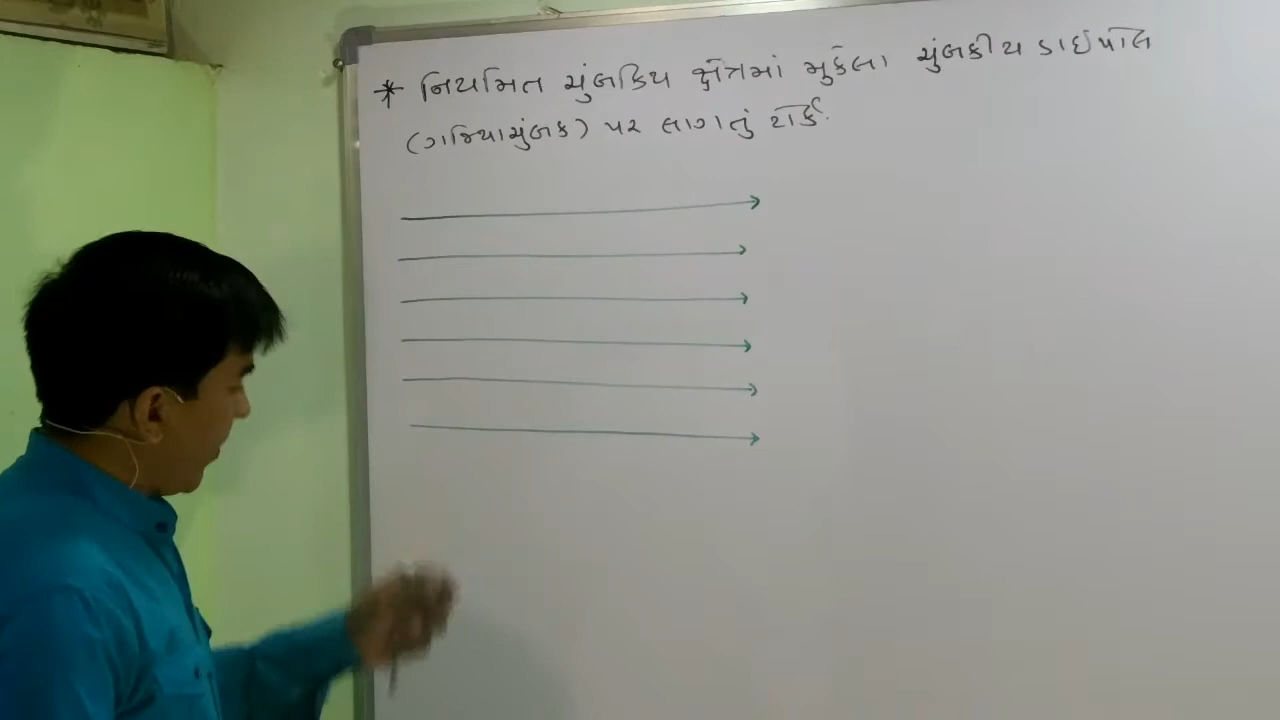 * નિયમિત ચુંબકિય ક્ષેત્રમાં મુકેલા ચુંબકીય ડાઈપોલ
(ગજિયાચુંબક) પર લાગતું ટોર્ક.